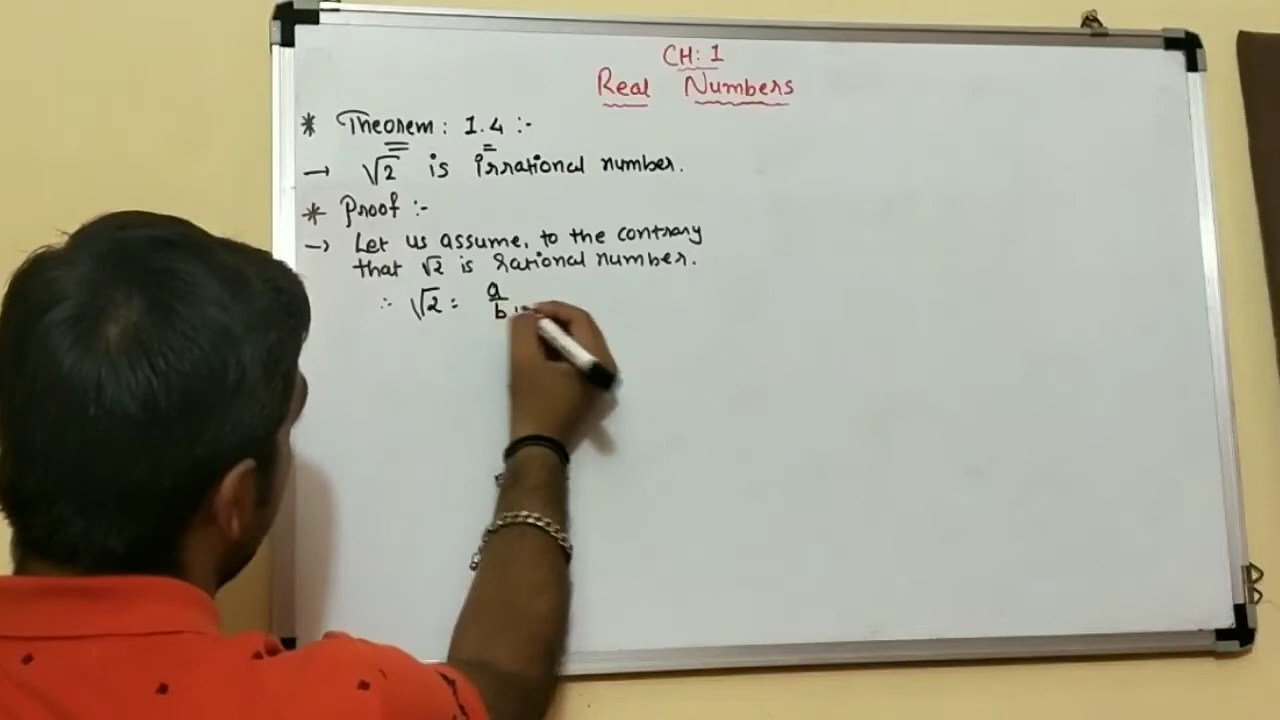 CH: 1
Real Numbers
* Theorem: 1.4 :-
→ √2 is irrational number.
* Proof :-
→ Let us assume, to the contrary
that √2 is rational number.
∴ √2 = a/b